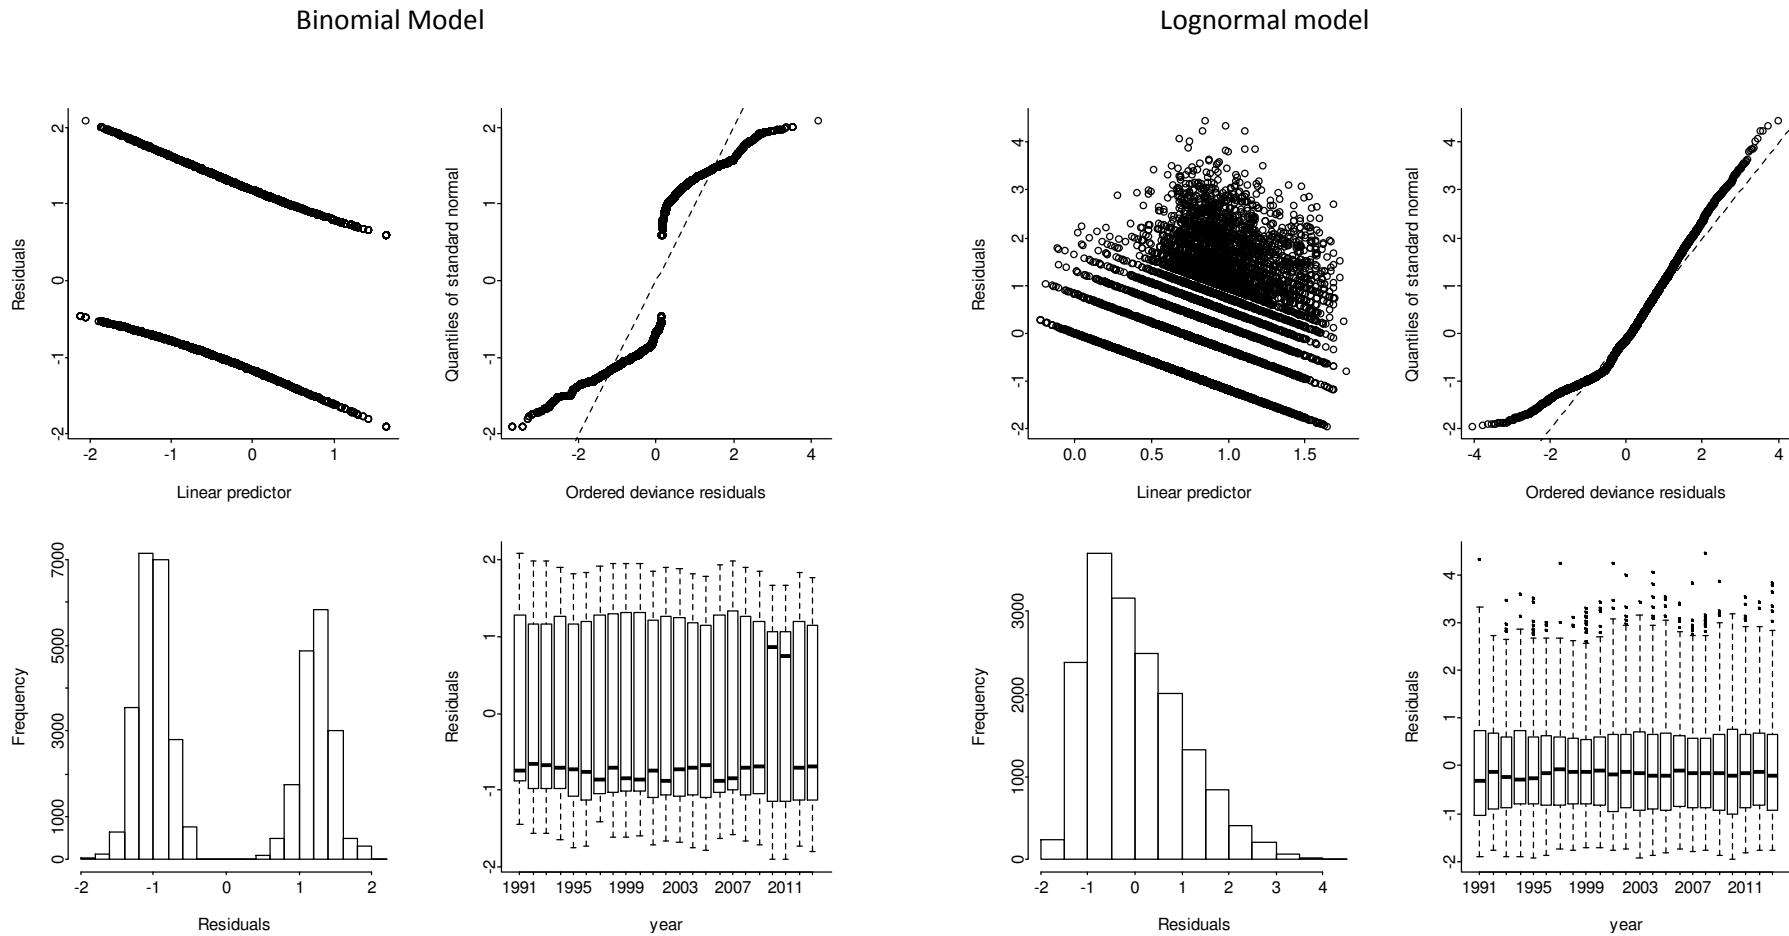 Binomial Model
Lognormal model
Residuals
2
1
0
-1
-2
-2 -1 0 1
Linear predictor
Quantiles of standard normal
2
1
0
-1
-2
-2 0 2 4
Ordered deviance residuals
Residuals
4
3
2
1
0
-1
-2
0.0 0.5 1.0 1.5
Linear predictor
Quantiles of standard normal
4
3
2
1
0
-1
-2
-4 -2 0 2 4
Ordered deviance residuals
Frequency
7000
5000
3000
1000
0
-2 -1 0 1 2
Residuals
Residuals
2
1
0
-1
-2
1991 1995 1999 2003 2007 2011
year
Frequency
3000
2000
1000
0
-2 -1 0 1 2 3 4
Residuals
Residuals
4
3
2
1
0
-1
-2
1991 1995 1999 2003 2007 2011
year